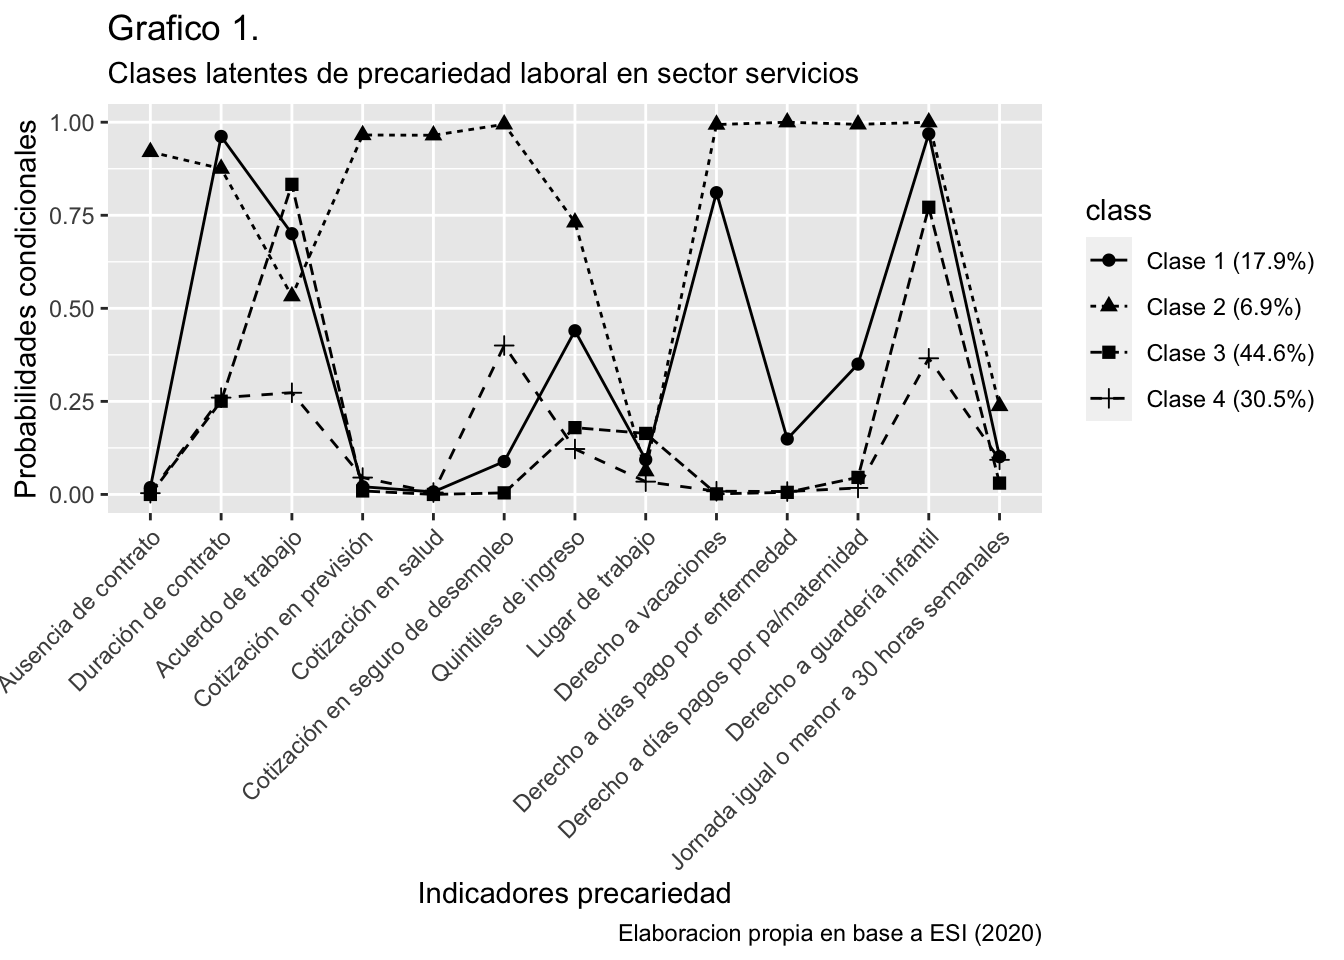 Grafico 1.
Clases latentes de precariedad laboral en sector servicios
Probabilidades condicionales
1.00
0.75
0.50
0.25
0.00
Ausencia de contrato
Duración de contrato
Acuerdo de trabajo
Cotización en previsión
Cotización en salud
Cotización en seguro de desempleo
Quintiles de ingreso
Lugar de trabajo
Derecho a vacaciones
Derecho a días pago por enfermedad
Derecho a días pagos por pa/maternidad
Derecho a guardería infantil
Jornada igual o menor a 30 horas semanales
Indicadores precariedad
Elaboracion propia en base a ESI (2020)
class
Clase 1 (17.9%)
Clase 2 (6.9%)
Clase 3 (44.6%)
Clase 4 (30.5%)